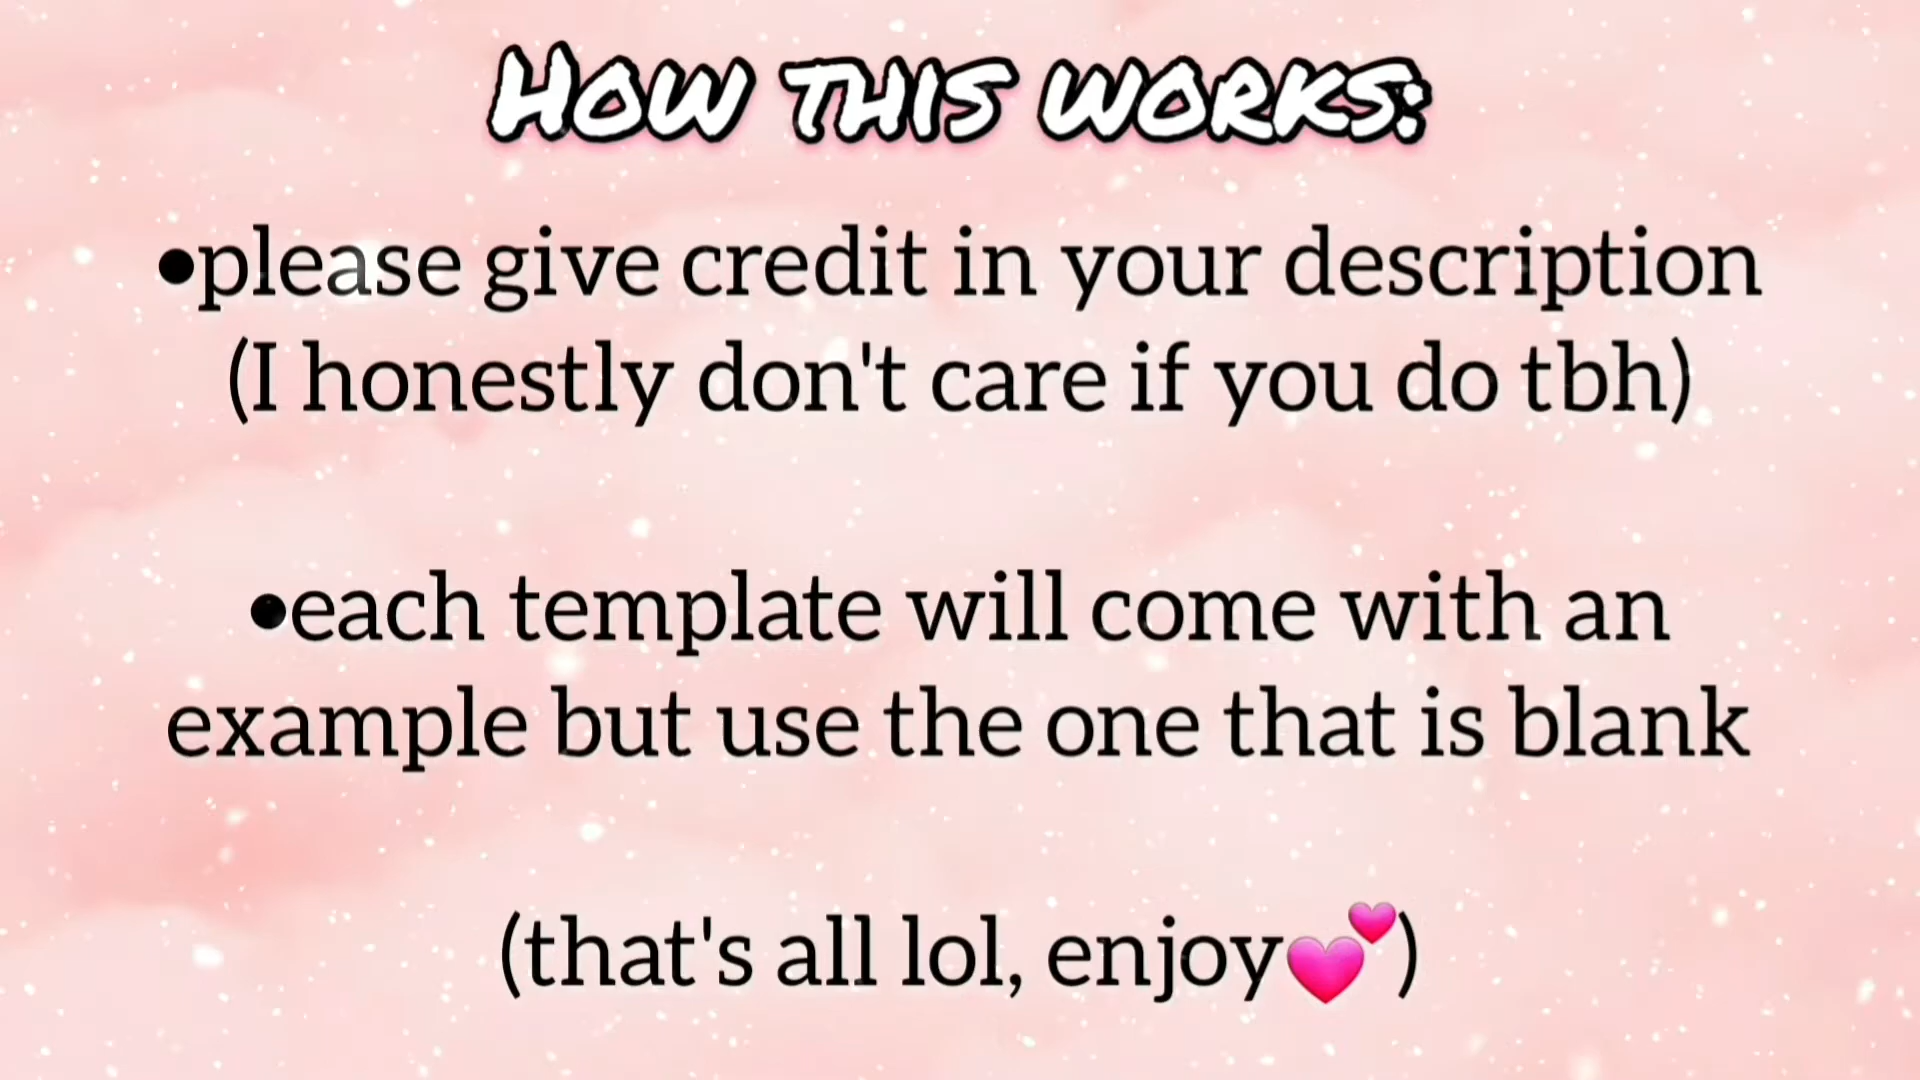 How this works:
•please give credit in your description
(I honestly don't care if you do tbh)
•each template will come with an
example but use the one that is blank
(that's all lol, enjoy💕)